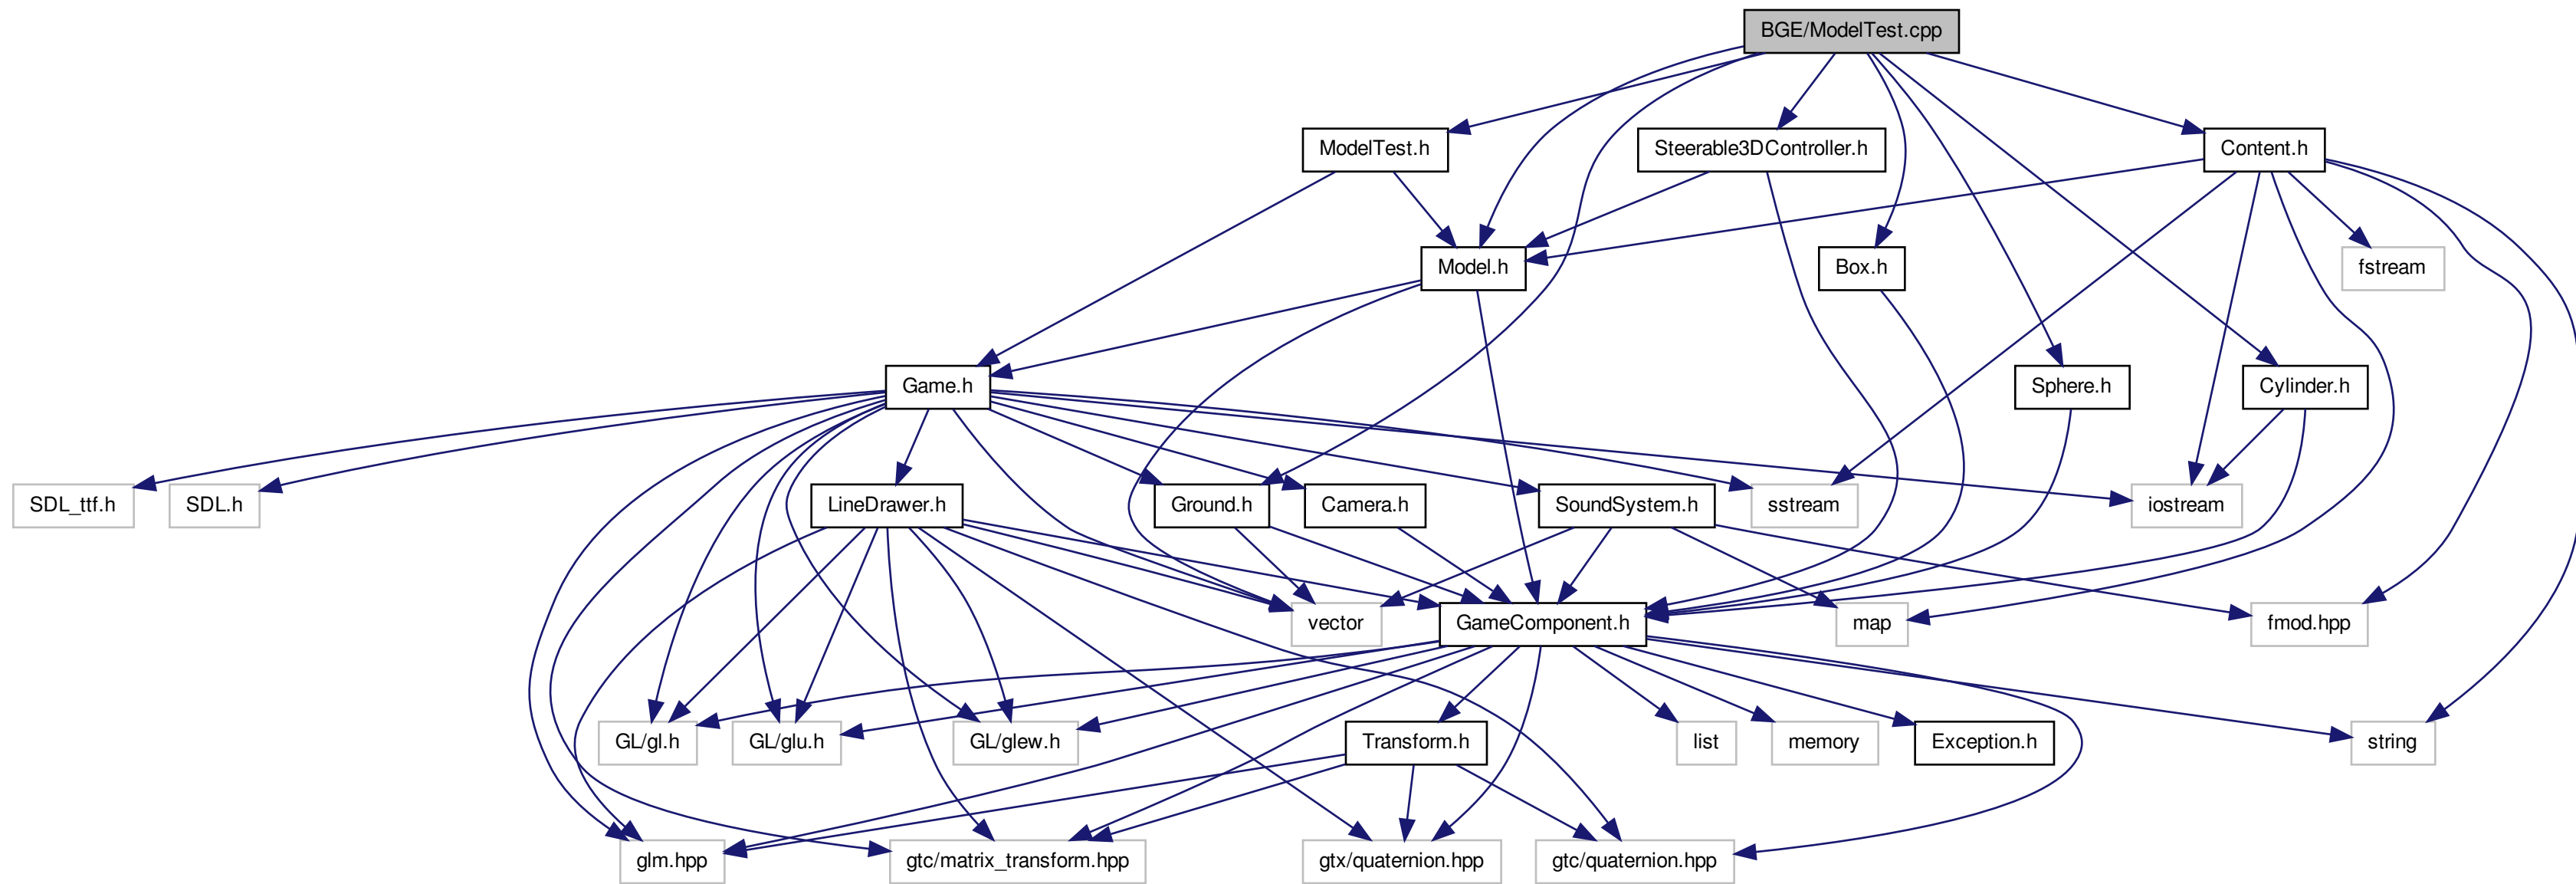 BGE/ModelTest.cpp
ModelTest.h
Steerable3DController.h
Content.h
Model.h
Box.h
fstream
Game.h
Sphere.h
Cylinder.h
SDL_ttf.h
SDL.h
LineDrawer.h
Ground.h
Camera.h
SoundSystem.h
sstream
iostream
vector
GameComponent.h
map
fmod.hpp
GL/gl.h
GL/glu.h
GL/glew.h
Transform.h
list
memory
Exception.h
string
glm.hpp
gtc/matrix_transform.hpp
gtx/quaternion.hpp
gtc/quaternion.hpp